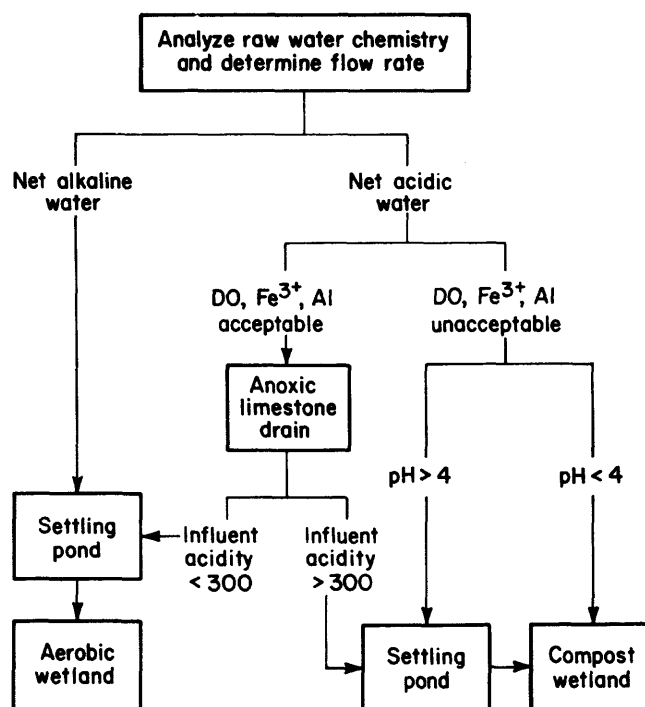 Analyze raw water chemistry
and determine flow rate
Net alkaline
water
Net acidic
water
DO, Fe³⁺, Al
acceptable
DO, Fe³⁺, Al
unacceptable
Anoxic
limestone
drain
pH > 4
pH < 4
Settling
pond
Influent
acidity
< 300
Influent
acidity
> 300
Aerobic
wetland
Settling
pond
Compost
wetland